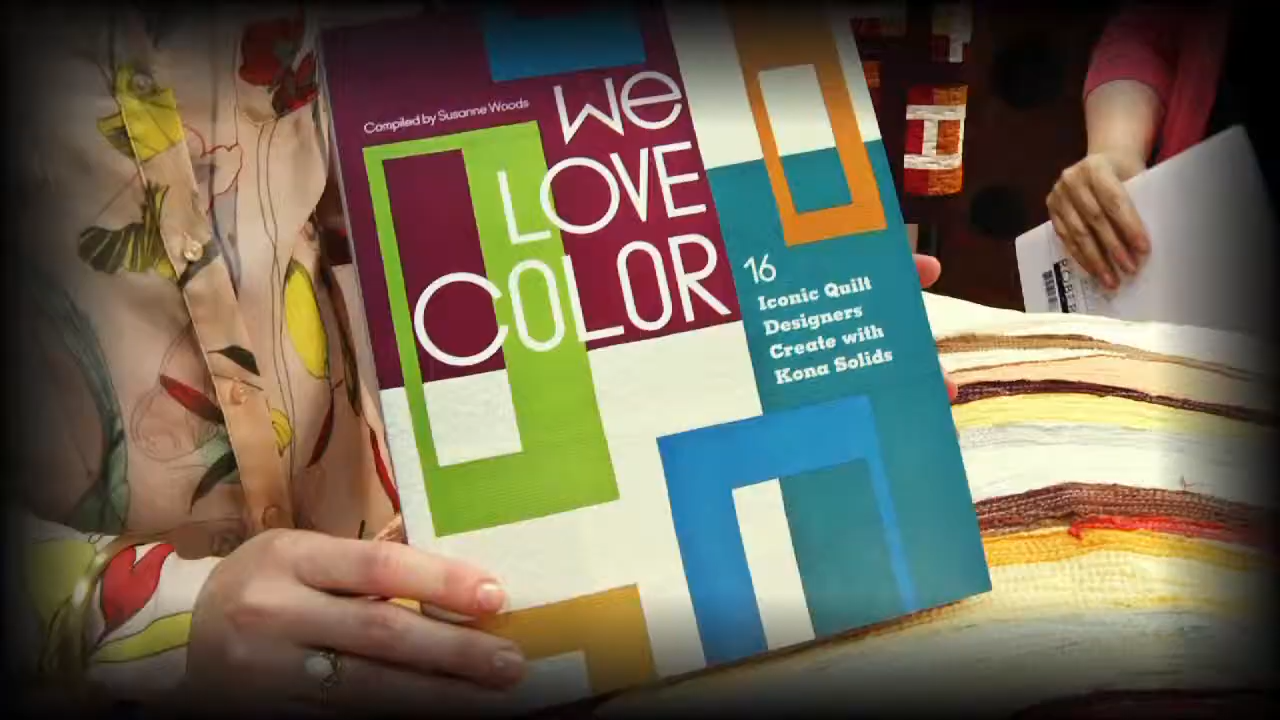 Compiled by Susanne Woods
We
LOVE
COLOR
16
Iconic Quilt
Designers
Create with
Kona Solids